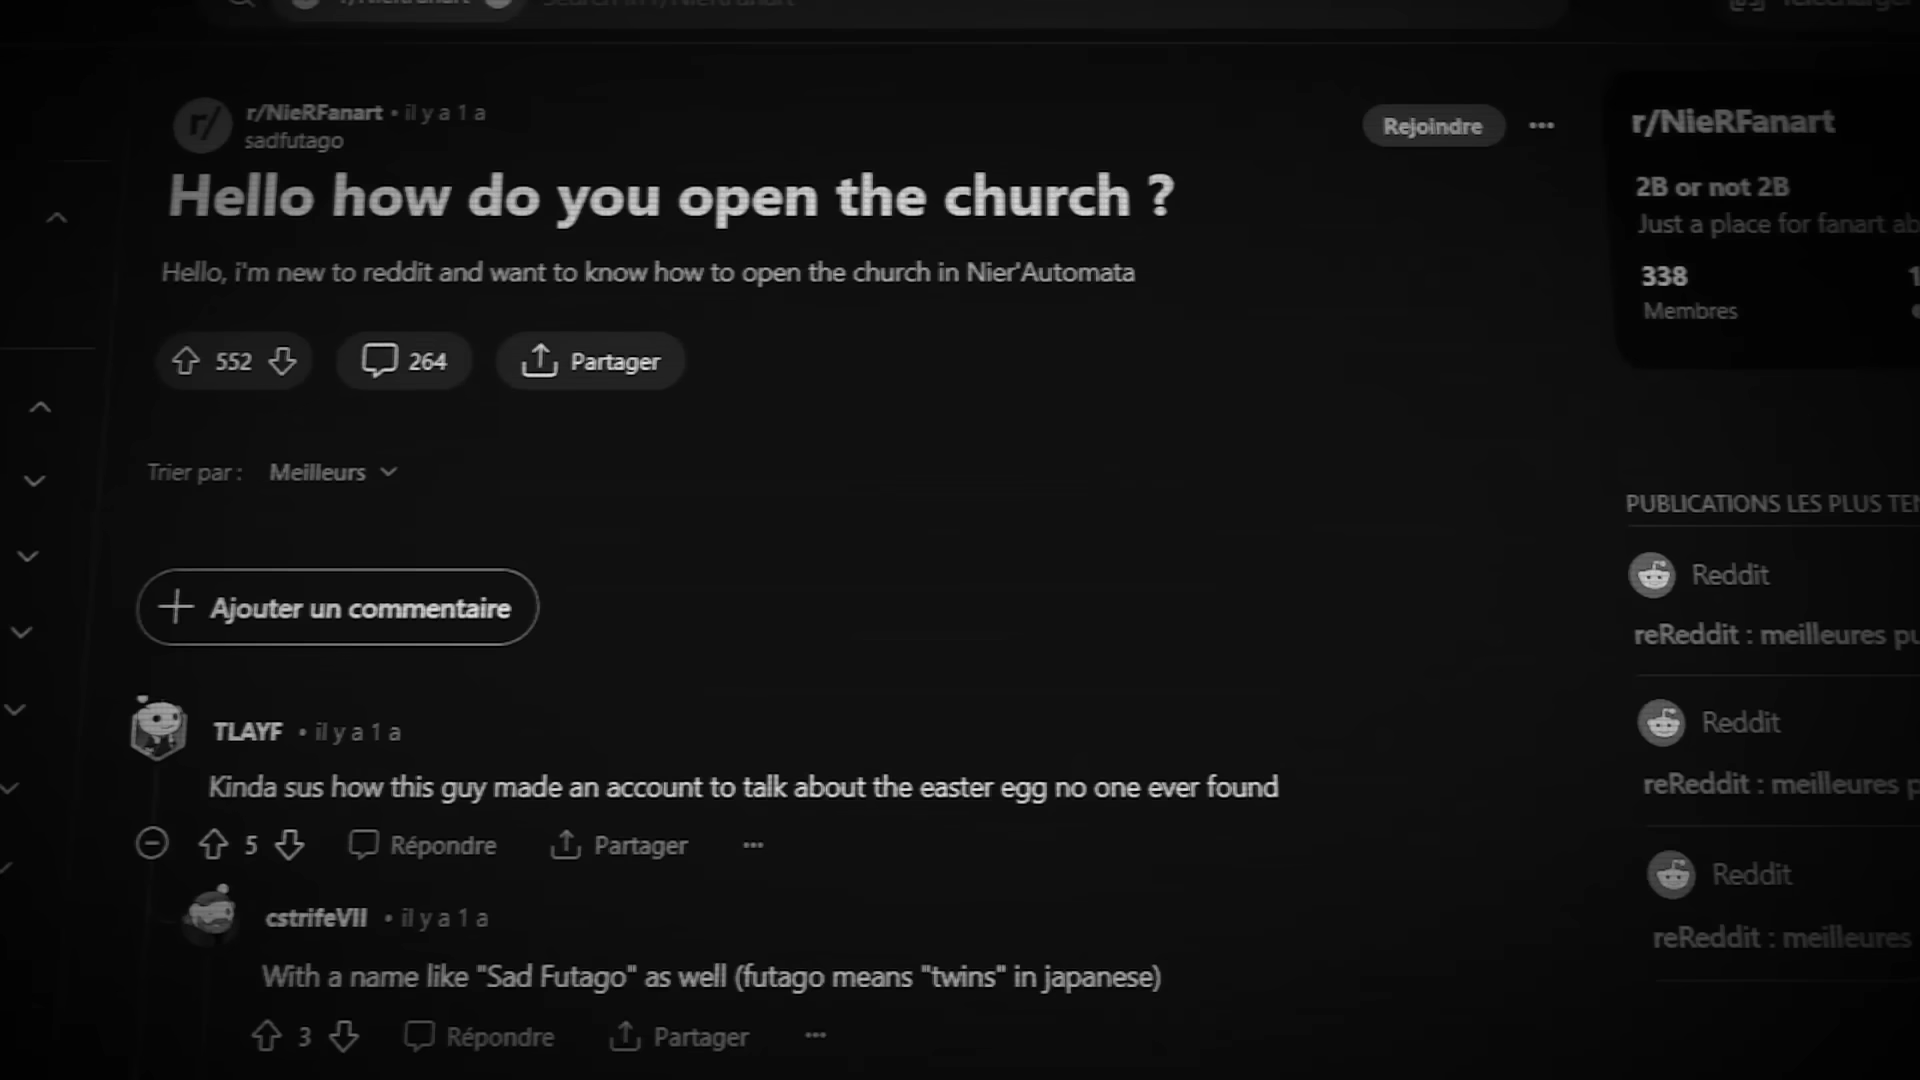 r/NieRFanart • il y a 1 a
sadfutago
Rejoindre
Hello how do you open the church ?
Hello, i'm new to reddit and want to know how to open the church in Nier'Automata
552
264
Partager
Trier par :
Meilleurs
Ajouter un commentaire
TLAYF • il y a 1 a
Kinda sus how this guy made an account to talk about the easter egg no one ever found
5
Répondre
Partager
cstrifeVII • il y a 1 a
With a name like "Sad Futago" as well (futago means "twins" in japanese)
3
Répondre
Partager
r/NieRFanart
2B or not 2B
Just a place for fanart
338
Membres
PUBLICATIONS LES PLUS
Reddit
reReddit : meilleures
Reddit
reReddit : meilleures
Reddit
reReddit : meilleures